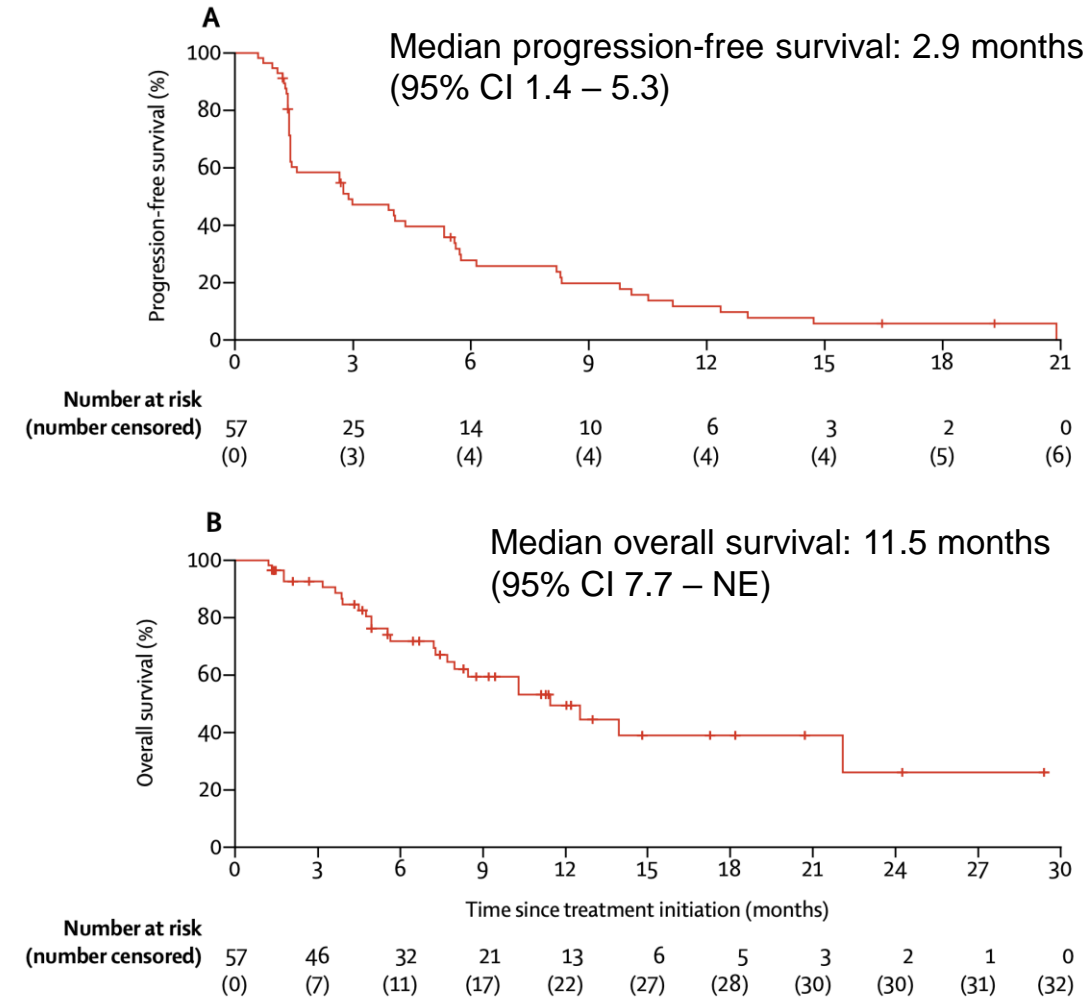 A
Median progression-free survival: 2.9 months
(95% CI 1.4 – 5.3)
Progression-free survival (%)
100
80
60
40
20
0
0 3 6 9 12 15 18 21
Number at risk
(number censored) 57 25 14 10 6 3 2 0
(0) (3) (4) (4) (4) (4) (5) (6)
B
Median overall survival: 11.5 months
(95% CI 7.7 – NE)
Overall survival (%)
100
80
60
40
20
0
0 3 6 9 12 15 18 21 24 27 30
Time since treatment initiation (months)
Number at risk
(number censored) 57 46 32 21 13 6 5 3 2 1 0
(0) (7) (11) (17) (22) (27) (28) (30) (30) (31) (32)